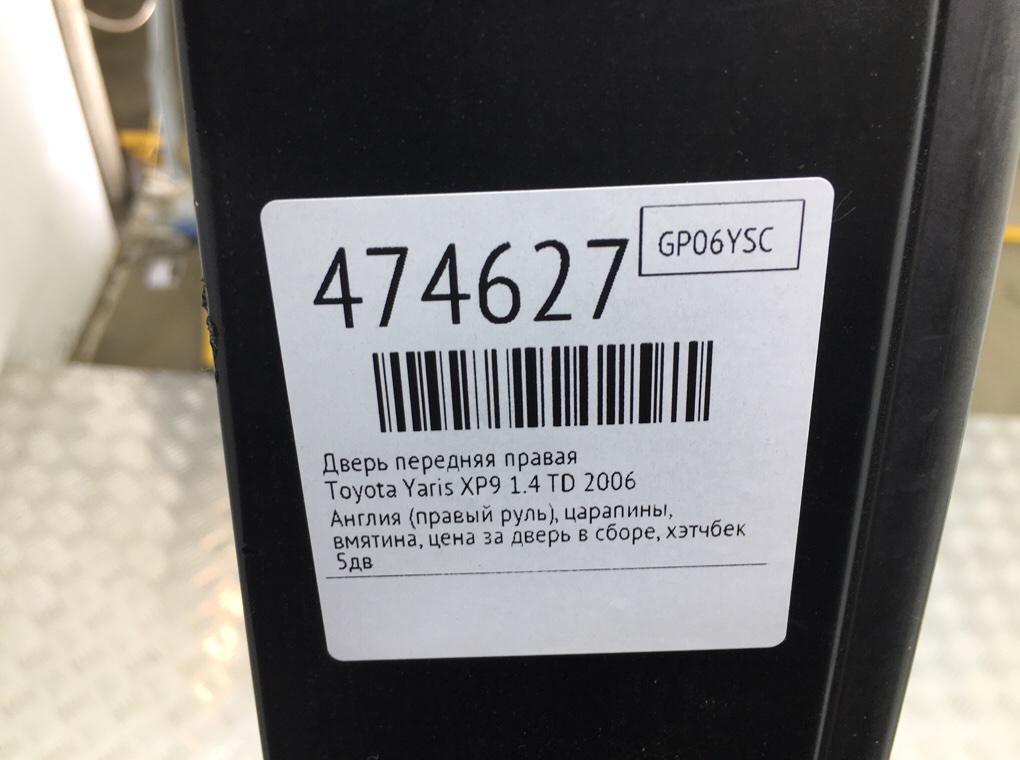 474627
GP06YSC
Дверь передняя правая
Toyota Yaris XP9 1.4 TD 2006
Англия (правый руль), царапины,
вмятина, цена за дверь в сборе, хэтчбек
5дв